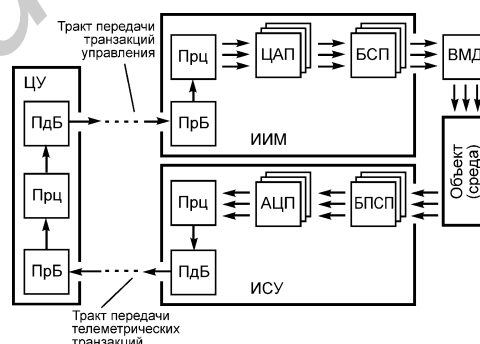 Тракт передачи
транзакций
управления
ЦУ
ПдБ
Прц
ПрБ
Прц
ЦАП
БСП
ВМД
ПрБ
ИИМ
Объект
(среда)
Прц
АЦП
БПСП
ПдБ
ИСУ
Тракт передачи
телеметрических
транзакций